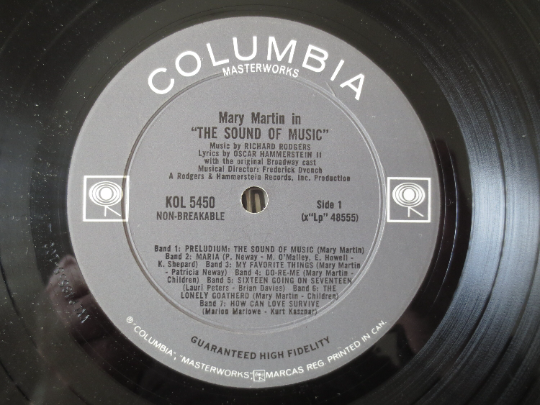 COLUMBIA
MASTERWORKS
Mary Martin in
"THE SOUND OF MUSIC"
Music by RICHARD RODGERS
Lyrics by OSCAR HAMMERSTEIN II
with the original Broadway cast
Musical Director: Frederick Dvonch
A Rodgers & Hammerstein Records, Inc. Production
KOL 5450
NON-BREAKABLE
Side 1
(x"Lp" 48555)
Band 1: PRELUDIUM: THE SOUND OF MUSIC (Mary Martin)
Band 2: MARIA (P. Neway - M. O'Malley, E. Howell -
K. Shepard) Band 3: MY FAVORITE THINGS (Mary Martin
- Patricia Neway) Band 4: DO-RE-MI (Mary Martin -
Children) Band 5: SIXTEEN GOING ON SEVENTEEN
(Lauri Peters - Brian Davies) Band 6: THE
LONELY GOATHERD (Mary Martin - Children)
Band 7: HOW CAN LOVE SURVIVE
(Marion Marlowe - Kurt Kasznar)
GUARANTEED HIGH FIDELITY
® "COLUMBIA", "MASTERWORKS", MARCAS REG. PRINTED IN CAN.